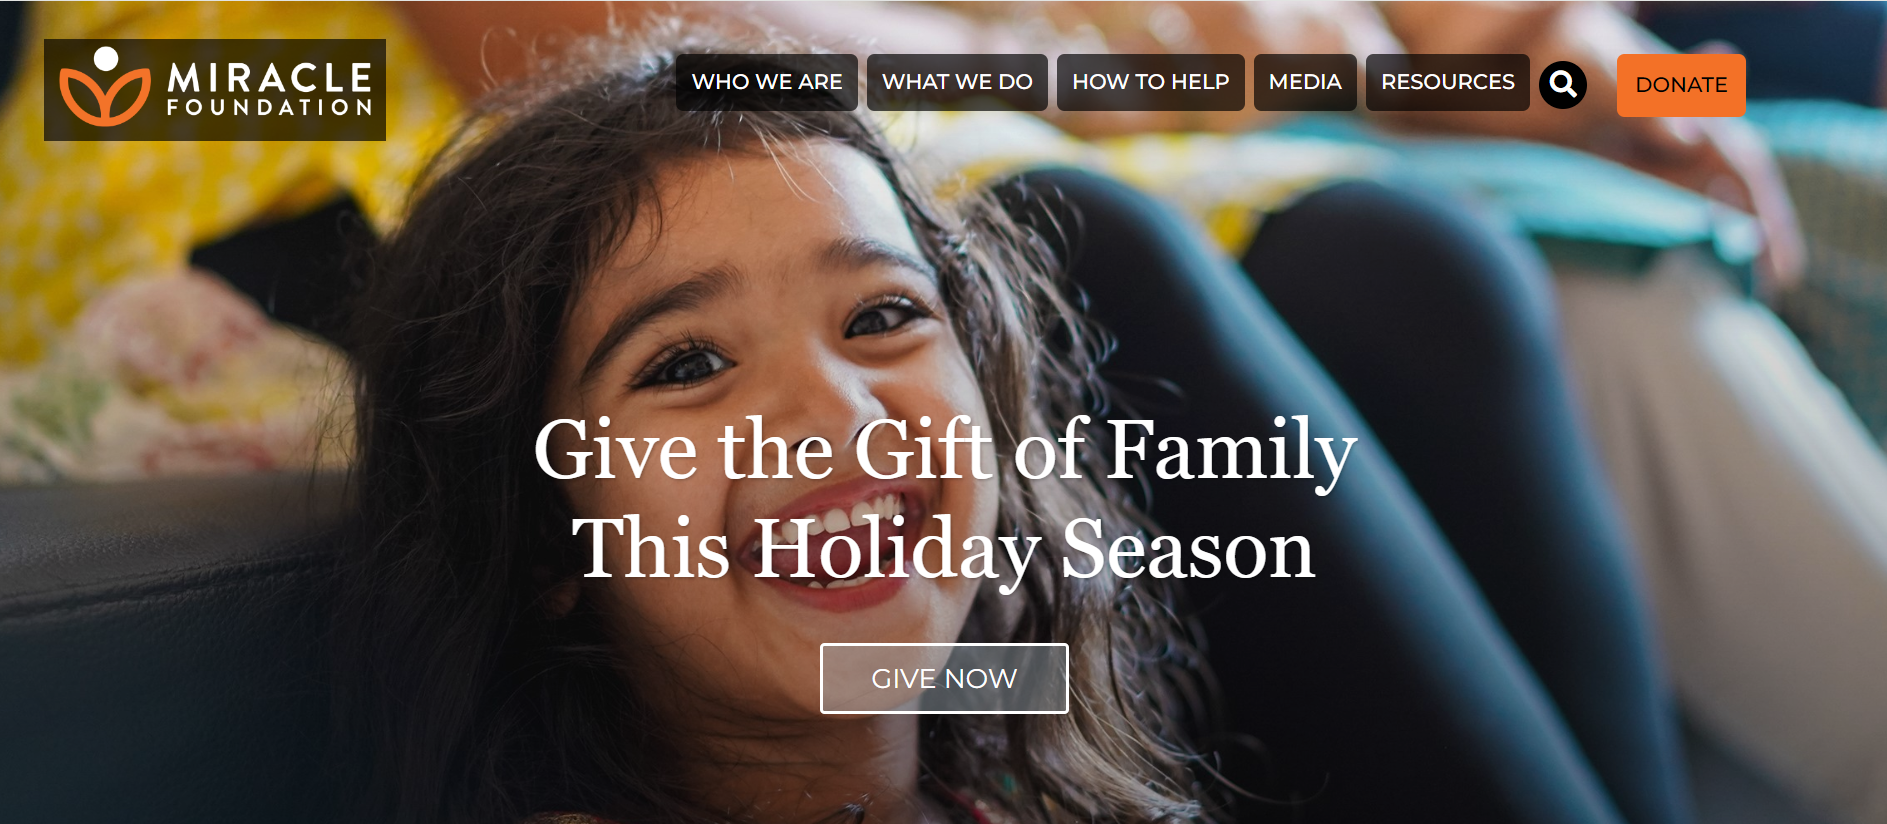 MIRACLE
FOUNDATION
WHO WE ARE
WHAT WE DO
HOW TO HELP
MEDIA
RESOURCES
DONATE
Give the Gift of Family
This Holiday Season
GIVE NOW